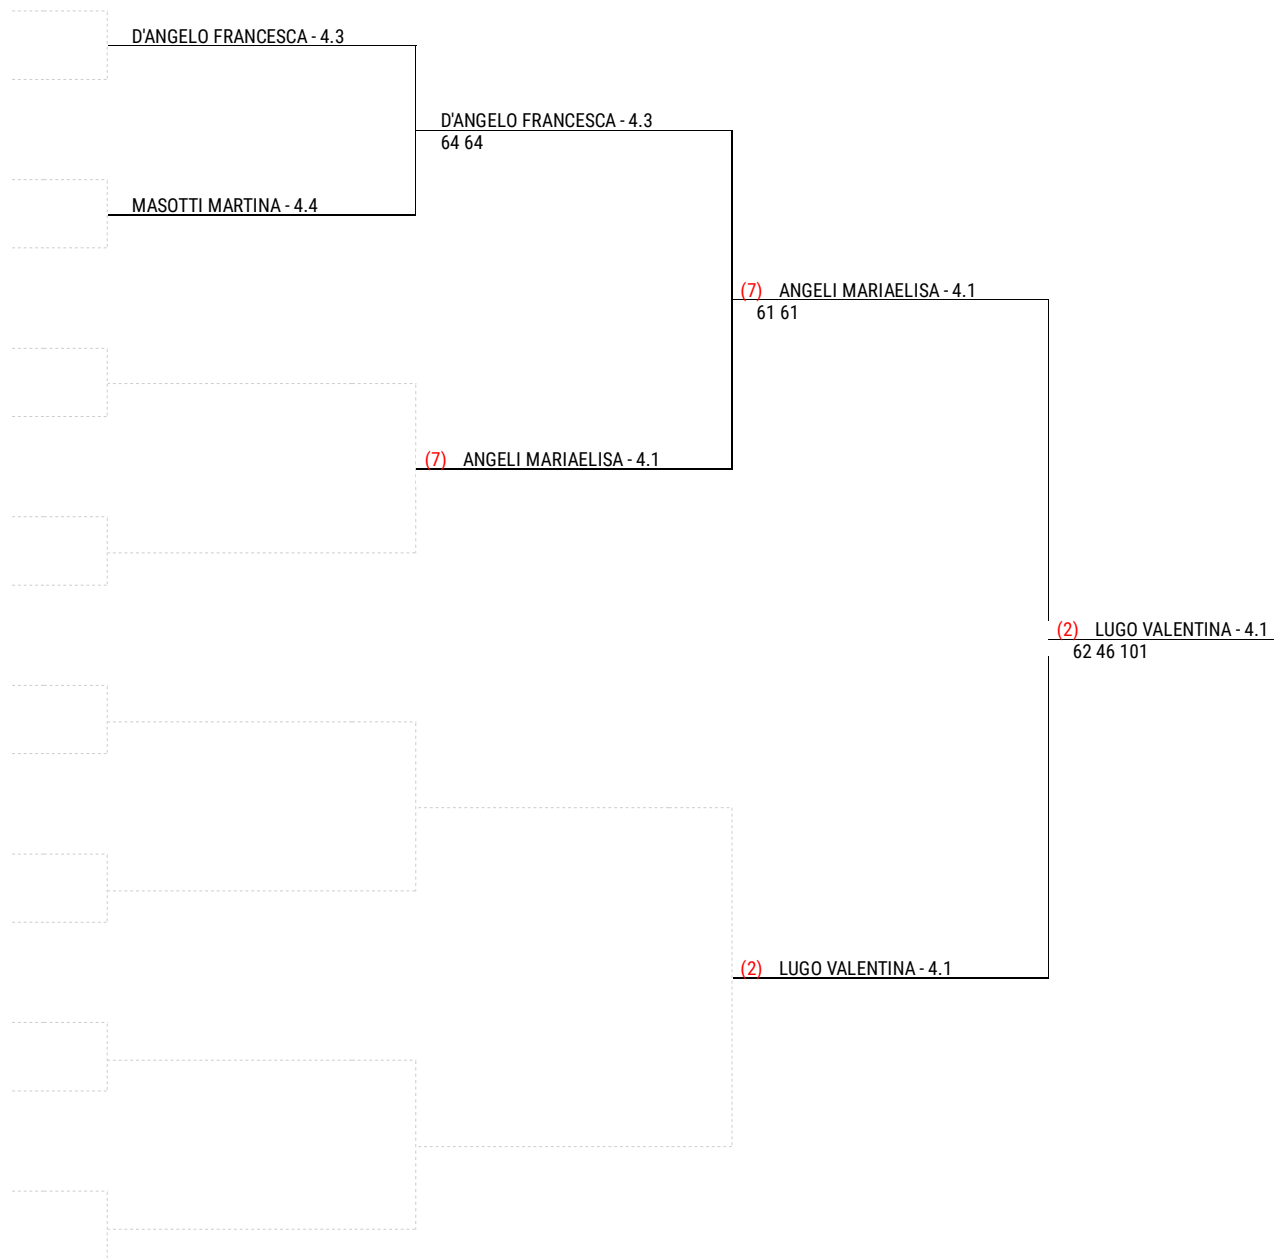 D'ANGELO FRANCESCA - 4.3
D'ANGELO FRANCESCA - 4.3
64 64
MASOTTI MARTINA - 4.4
(7) ANGELI MARIAELISA - 4.1
61 61
(7) ANGELI MARIAELISA - 4.1
(2) LUGO VALENTINA - 4.1
62 46 101
(2) LUGO VALENTINA - 4.1